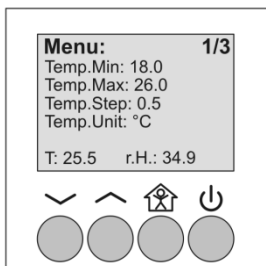 Menu: 1/3
Temp.Min: 18.0
Temp.Max: 26.0
Temp.Step: 0.5
Temp.Unit: °C
T: 25.5 r.H.: 34.9